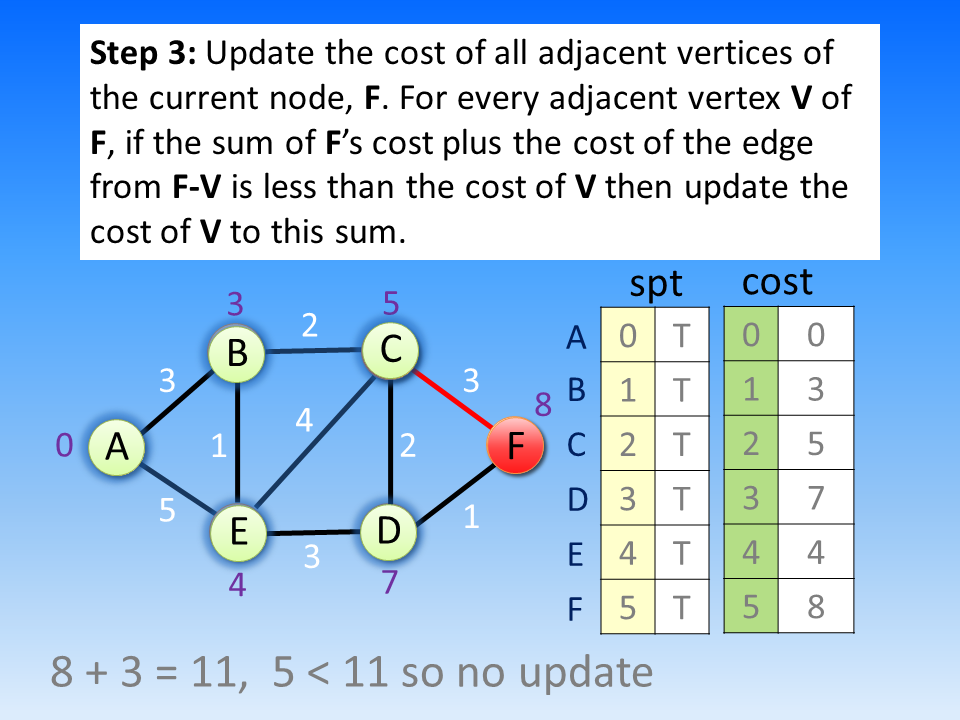 Step 3: Update the cost of all adjacent vertices of
the current node, F. For every adjacent vertex V of
F, if the sum of F’s cost plus the cost of the edge
from F-V is less than the cost of V then update the
cost of V to this sum.
spt cost
3 5
2
B C
3 3
8
4
0 A 1 2 F
5 1
E D
3
4 7
A 0 T 0 0
B 1 T 1 3
C 2 T 2 5
D 3 T 3 7
E 4 T 4 4
F 5 T 5 8
8 + 3 = 11, 5 < 11 so no update